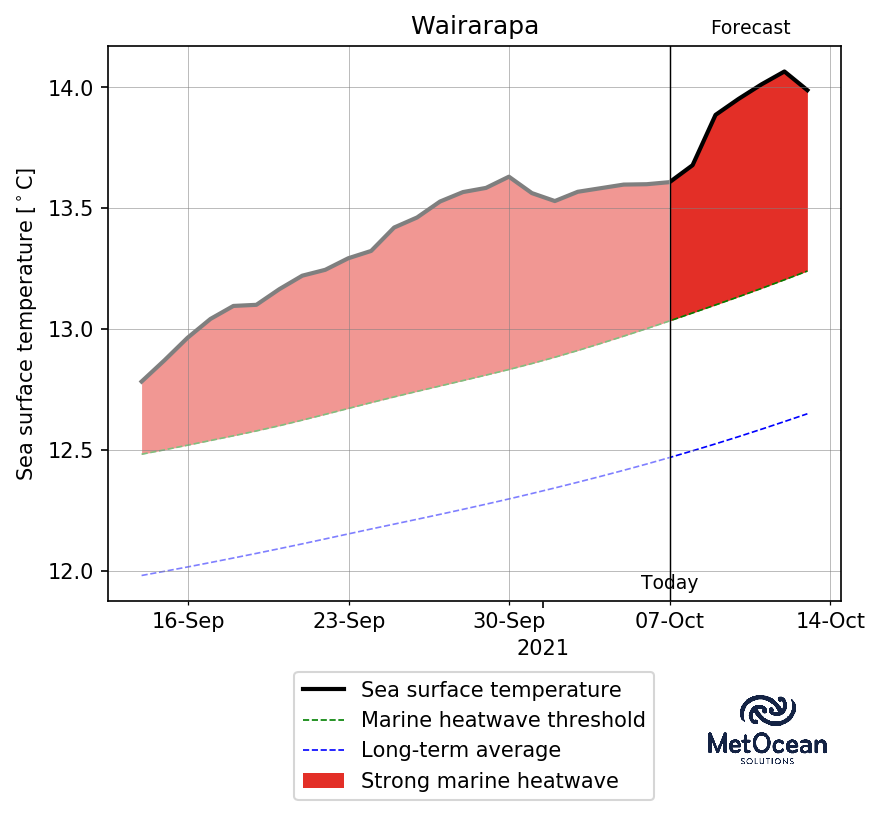 Wairarapa
Forecast
Sea surface temperature [°C]
14.0
13.5
13.0
12.5
12.0
Today
16-Sep 23-Sep 30-Sep 07-Oct 14-Oct
2021
Sea surface temperature
Marine heatwave threshold
Long-term average
Strong marine heatwave
MetOcean
SOLUTIONS